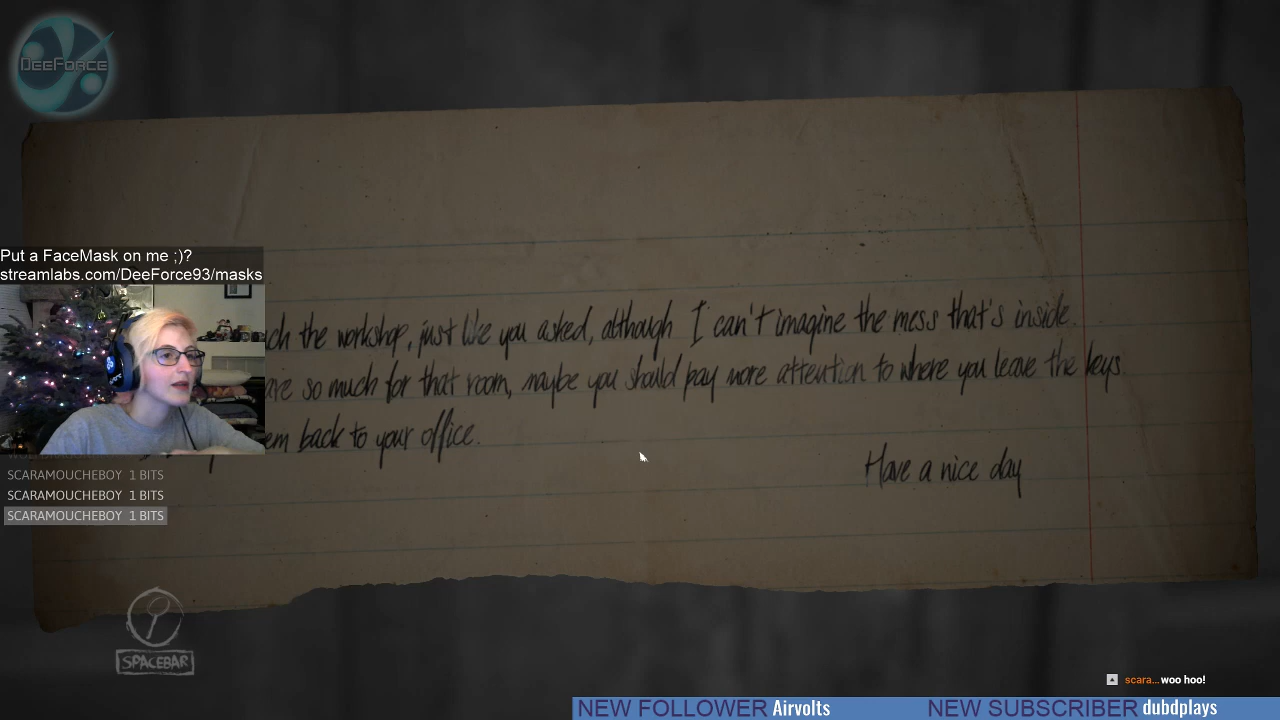 DEEFORCE
Put a FaceMask on me ;)?
streamlabs.com/DeeForce93/masks
ch the workshop, just like you asked, although I can't imagine the mess that's inside.
are so much for that room, maybe you should pay more attention to where you leave the keys
em back to your office.
Have a nice day
SCARAMOUCHEBOY 1 BITS
SCARAMOUCHEBOY 1 BITS
SCARAMOUCHEBOY 1 BITS
SPACEBAR
scara... woo hoo!
NEW FOLLOWER Airvolts NEW SUBSCRIBER dubdplays